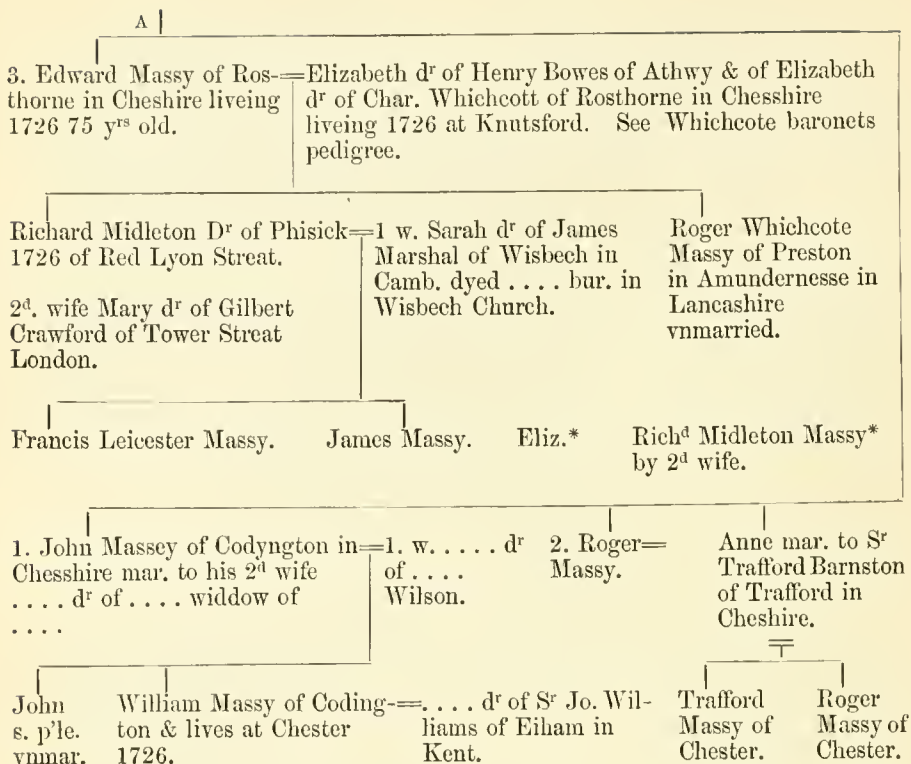 A
3. Edward Massy of Ros-
thorne in Cheshire liveing
1726 75 yʳˢ old.
Elizabeth dʳ of Henry Bowes of Athwy & of Elizabeth
dʳ of Char. Whichcott of Rosthorne in Chesshire
liveing 1726 at Knutsford. See Whichcote baronets
pedigree.
Richard Midleton Dʳ of Phisick
1726 of Red Lyon Streat.
2ᵈ. wife Mary dʳ of Gilbert
Crawford of Tower Streat
London.
1 w. Sarah dʳ of James
Marshal of Wisbech in
Camb. dyed . . . . bur. in
Wisbech Church.
Roger Whichcote
Massy of Preston
in Amundernesse in
Lancashire
vnmarried.
Francis Leicester Massy.
James Massy.
Eliz.*
Richᵈ Midleton Massy*
by 2ᵈ wife.
1. John Massey of Codyngton in
Chesshire mar. to his 2ᵈ wife
. . . . dʳ of . . . . widdow of
. . . .
1. w. . . . . dʳ
of . . . .
Wilson.
2. Roger
Massy.
Anne mar. to Sʳ
Trafford Barnston
of Trafford in
Cheshire.
John
s. p'le.
vnmar.
William Massy of Coding-
ton & lives at Chester
1726.
. . . . dʳ of Sʳ Jo. Wil-
liams of Eiham in
Kent.
Trafford
Massy of
Chester.
Roger
Massy of
Chester.